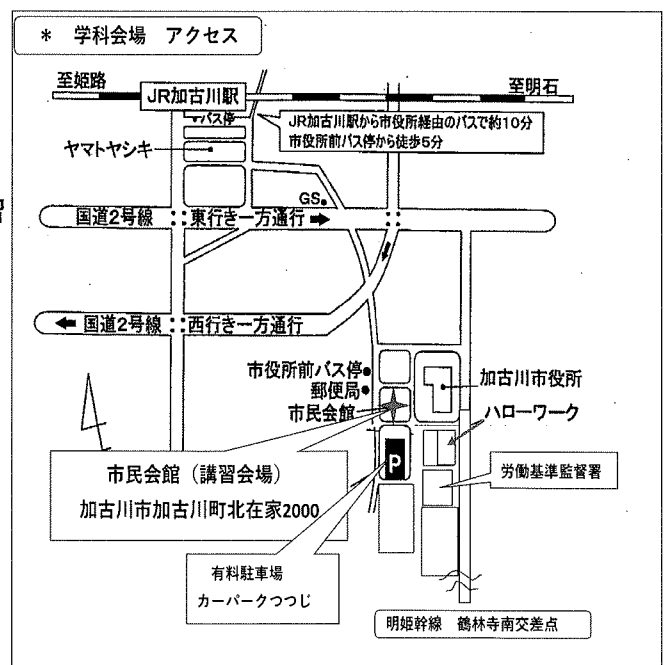 * 学科会場 アクセス
至姫路
JR加古川駅
至明石
バス停
JR加古川駅から市役所経由のバスで約10分
市役所前バス停から徒歩5分
ヤマトヤシキ
GS
国道2号線
東行き一方通行
国道2号線
西行き一方通行
市役所前バス停
郵便局
市民会館
加古川市役所
ハローワーク
市民会館（講習会場）
加古川市加古川町北在家2000
P
労働基準監督署
有料駐車場
カーパークつつじ
明姫幹線 鶴林寺南交差点